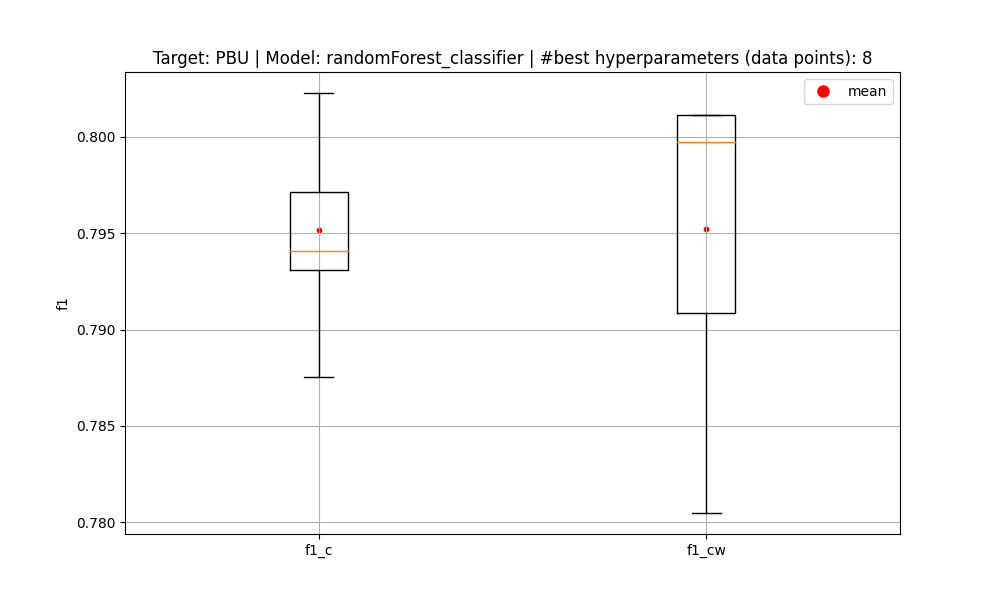 Target: PBU | Model: randomForest_classifier | #best hyperparameters (data points): 8
mean
0.800
0.795
0.790
0.785
0.780
f1
f1_c
f1_cw